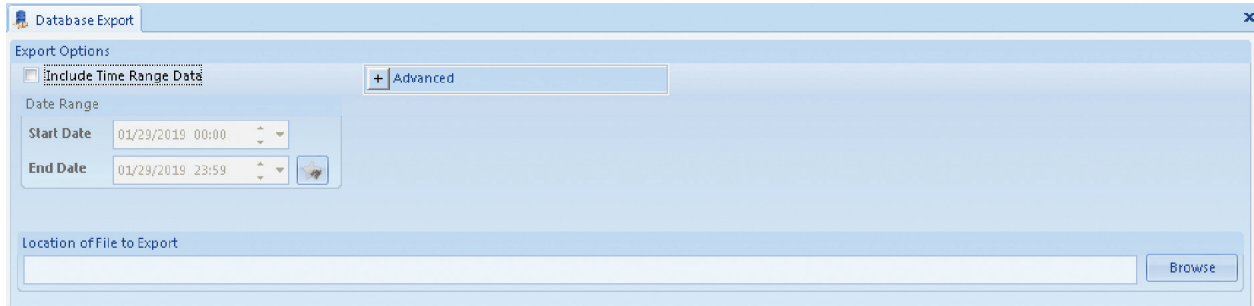 Database Export
Export Options
Include Time Range Data
+ Advanced
Date Range
Start Date 01/29/2019 00:00
End Date 01/29/2019 23:59
Location of File to Export
Browse